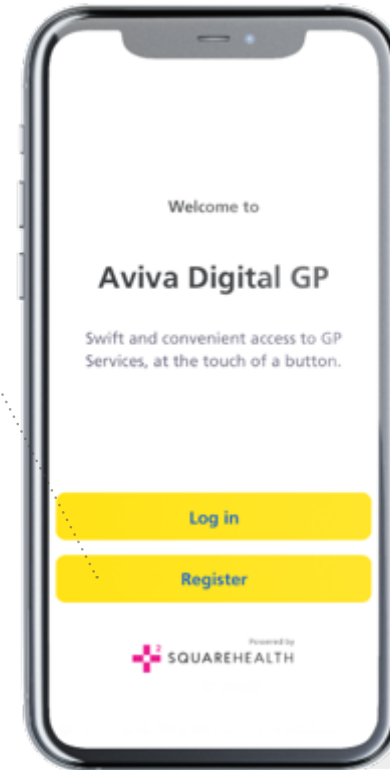 Welcome to
Aviva Digital GP
Swift and convenient access to GP
Services, at the touch of a button.
Log in
Register
Powered by
2
SQUAREHEALTH